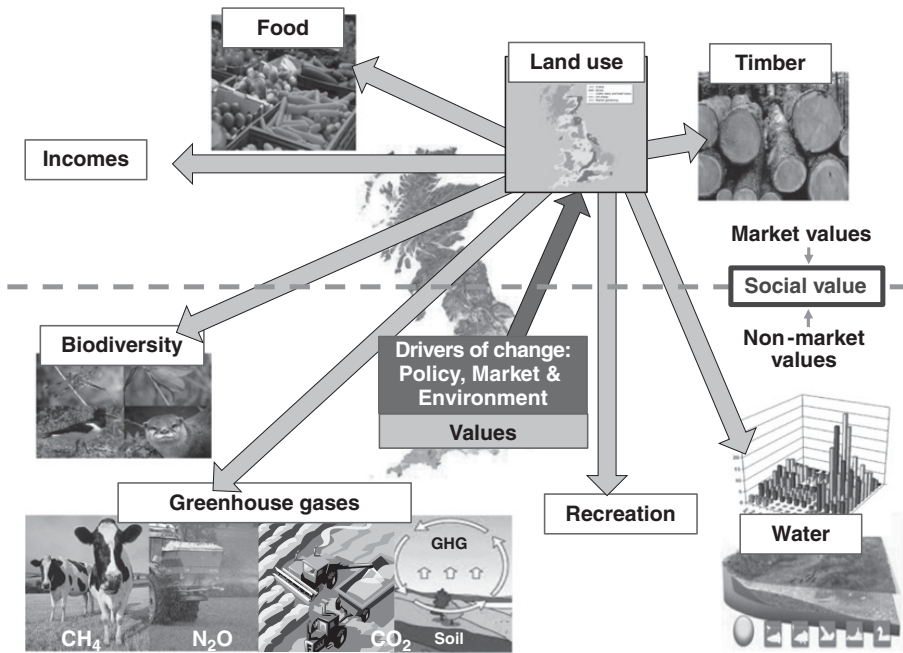 Food
Land use
Timber
Incomes
Market values
Social value
Non-market
values
Biodiversity
Drivers of change:
Policy, Market &
Environment
Values
Greenhouse gases
Recreation
Water
GHG
CH₄
N₂O
CO₂
Soil